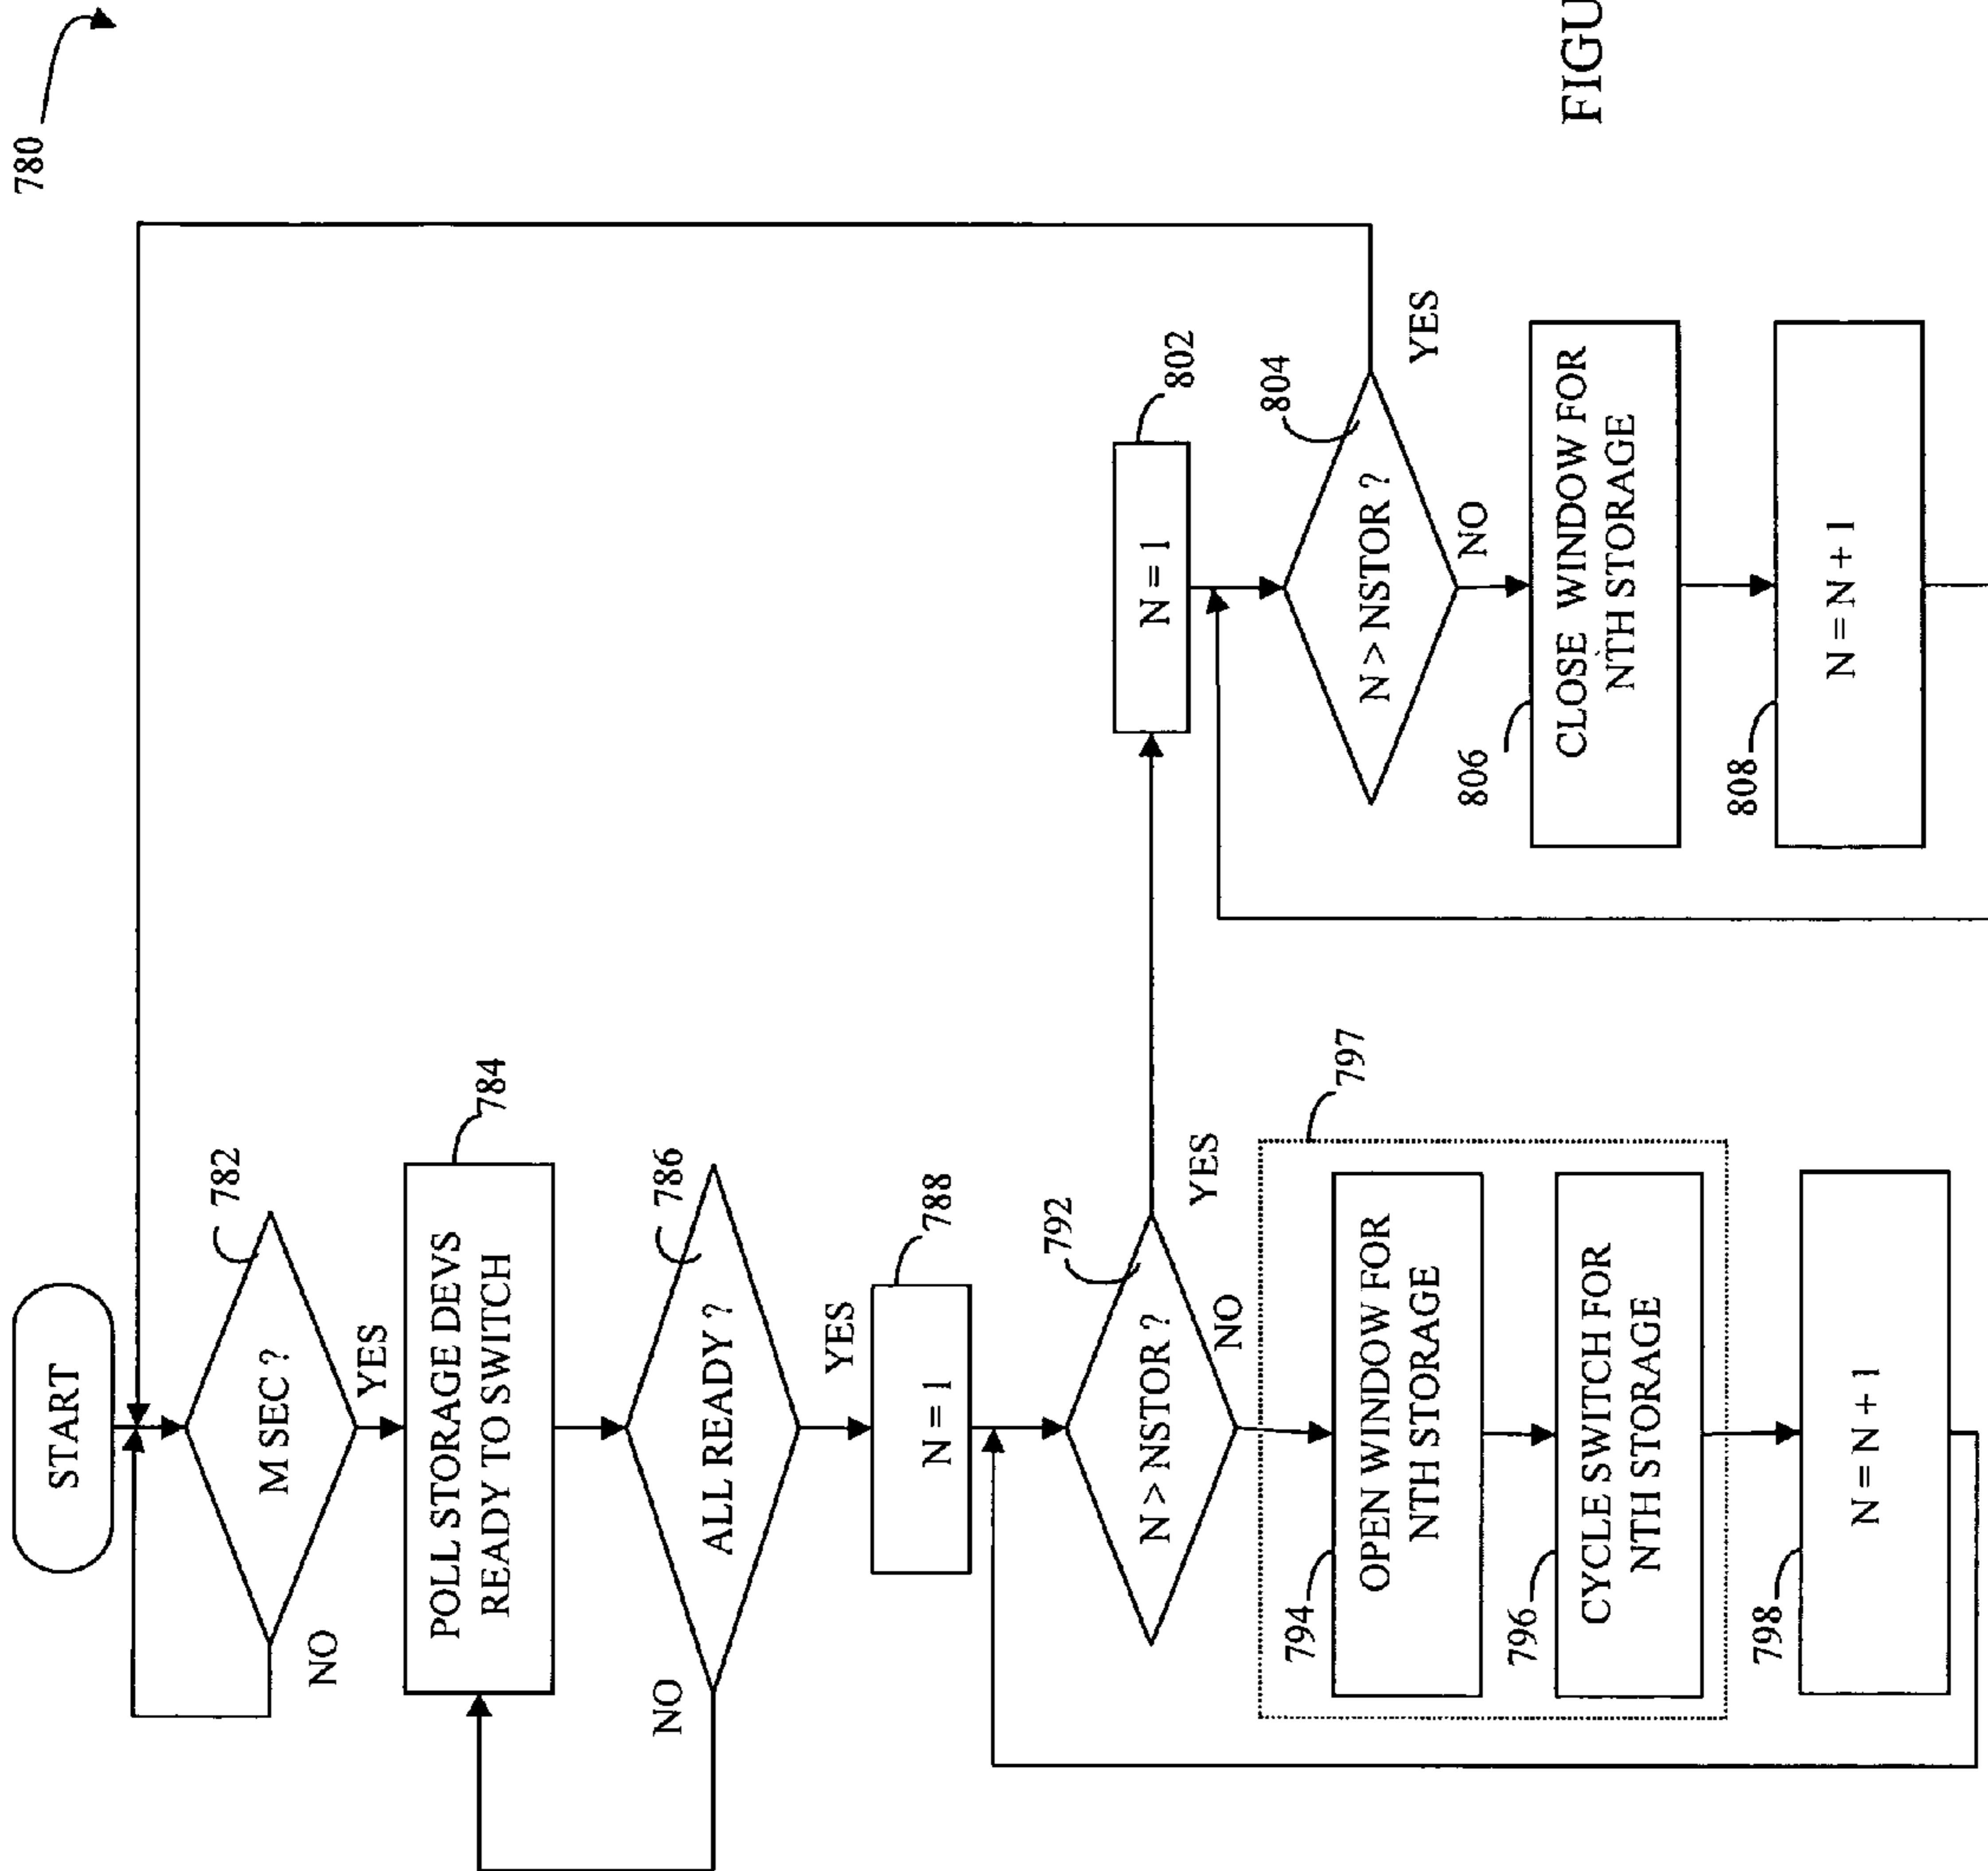 780
START
782
M SEC ?
NO
YES
784
POLL STORAGE DEVS
READY TO SWITCH
786
ALL READY ?
NO
YES
788
N = 1
792
N > NSTOR ?
YES
NO
797
794
OPEN WINDOW FOR
NTH STORAGE
796
CYCLE SWITCH FOR
NTH STORAGE
798
N = N + 1
802
N = 1
804
N > NSTOR ?
YES
NO
806
CLOSE WINDOW FOR
NTH STORAGE
808
N = N + 1